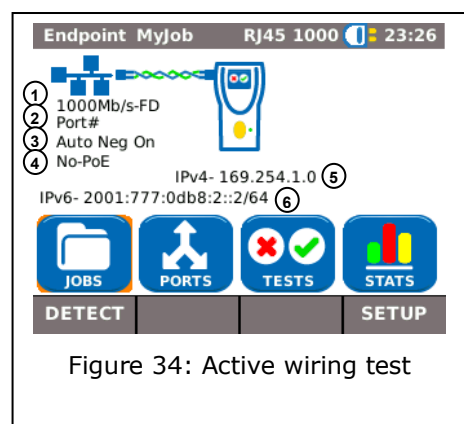 Endpoint MyJob RJ45 1000 23:26
1 1000Mb/s-FD
2 Port#
3 Auto Neg On
4 No-PoE
IPv4- 169.254.1.0 5
IPv6- 2001:777:0db8:2::2/64 6
JOBS PORTS TESTS STATS
DETECT SETUP
Figure 34: Active wiring test